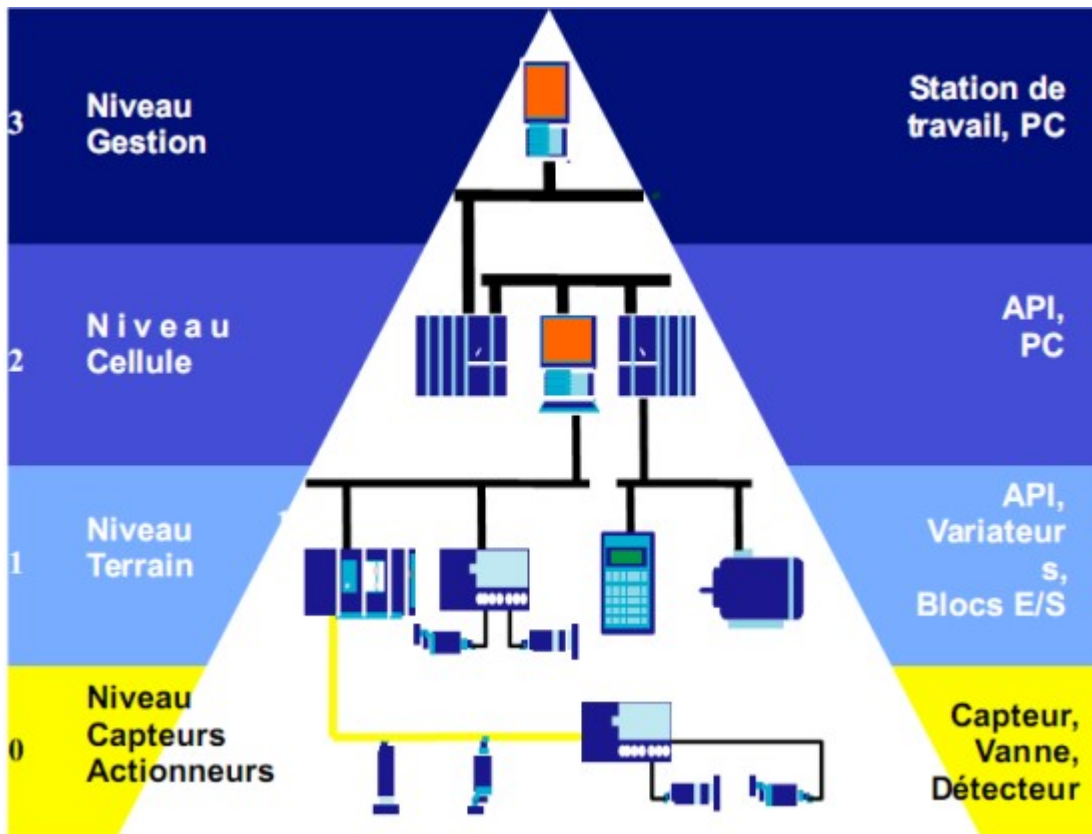 3
Niveau
Gestion
Station de
travail, PC
2
N i v e a u
Cellule
API,
PC
1
Niveau
Terrain
API,
Variateur
s,
Blocs E/S
0
Niveau
Capteurs
Actionneurs
Capteur,
Vanne,
Détecteur